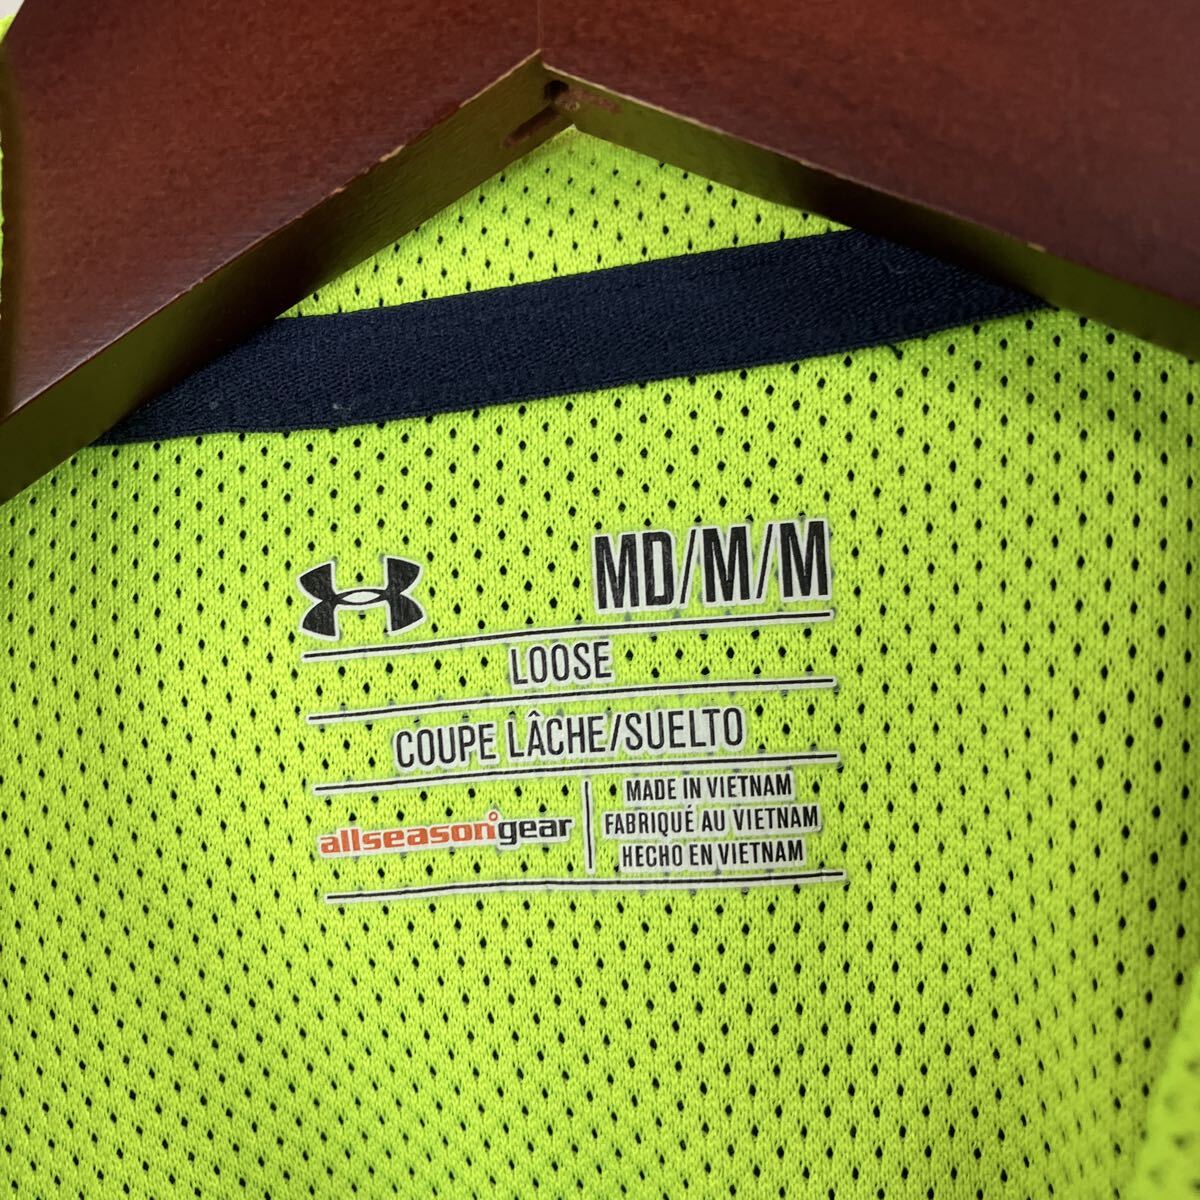 MD/M/M
LOOSE
COUPE LÂCHE/SUELTO
allseasongear
MADE IN VIETNAM
FABRIQUÉ AU VIETNAM
HECHO EN VIETNAM